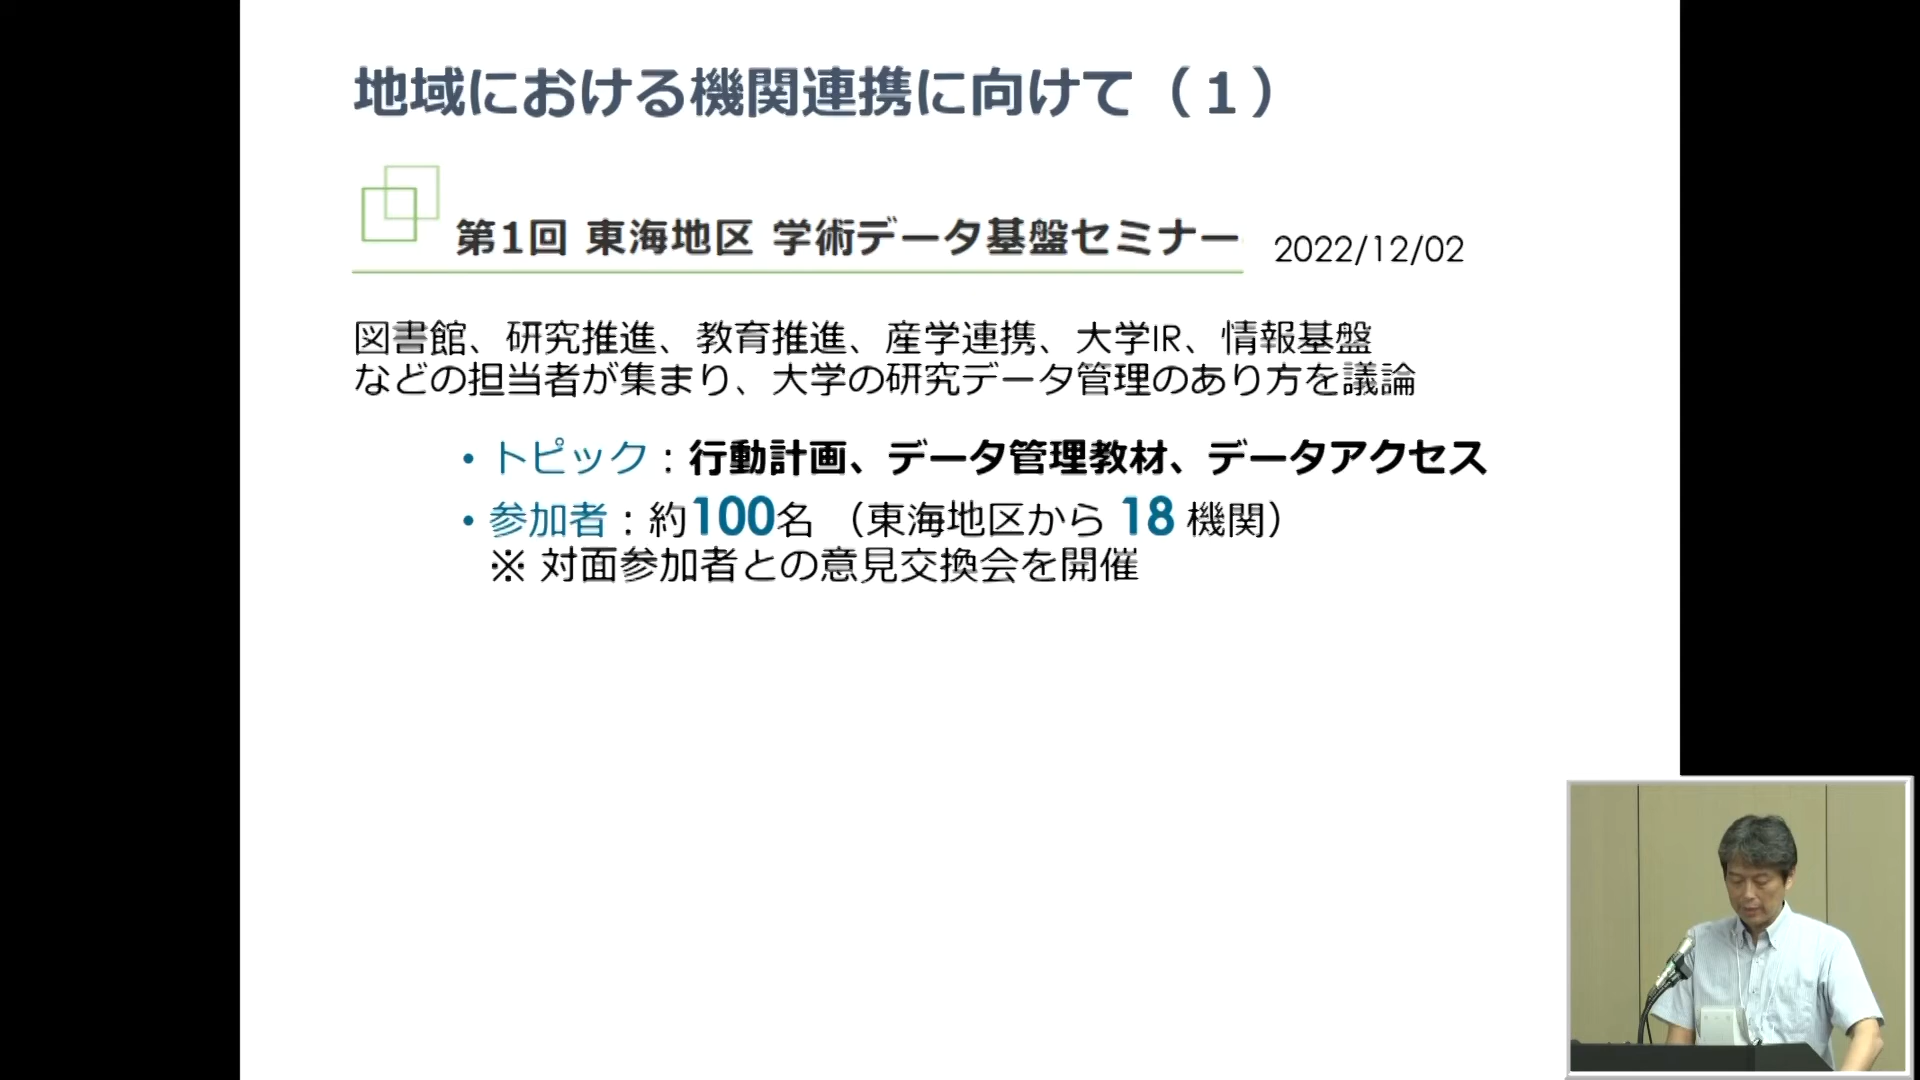 地域における機関連携に向けて（１）
第1回 東海地区 学術データ基盤セミナー 2022/12/02
図書館、研究推進、教育推進、産学連携、大学IR、情報基盤
などの担当者が集まり、大学の研究データ管理のあり方を議論
• トピック：行動計画、データ管理教材、データアクセス
• 参加者：約100名 （東海地区から 18 機関）
※ 対面参加者との意見交換会を開催